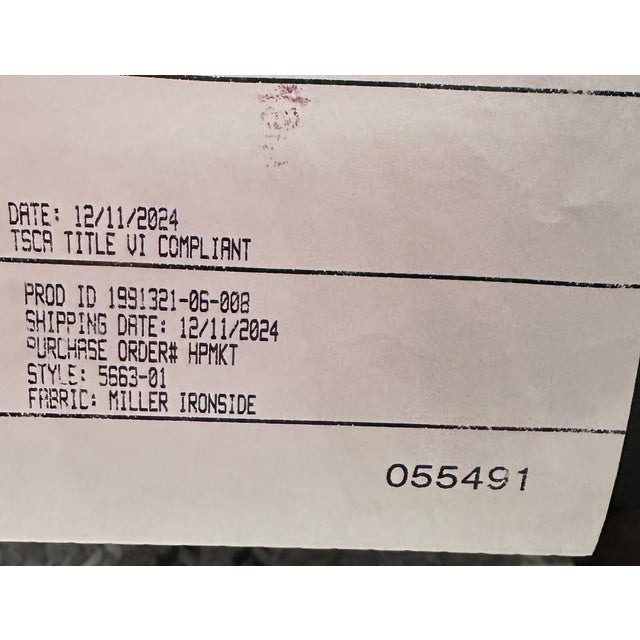 DATE: 12/11/2024
TSCA TITLE VI COMPLIANT
PROD ID 1991321-06-008
SHIPPING DATE: 12/11/2024
PURCHASE ORDER# HPMKT
STYLE: 5663-01
FABRIC: MILLER IRONSIDE
055491